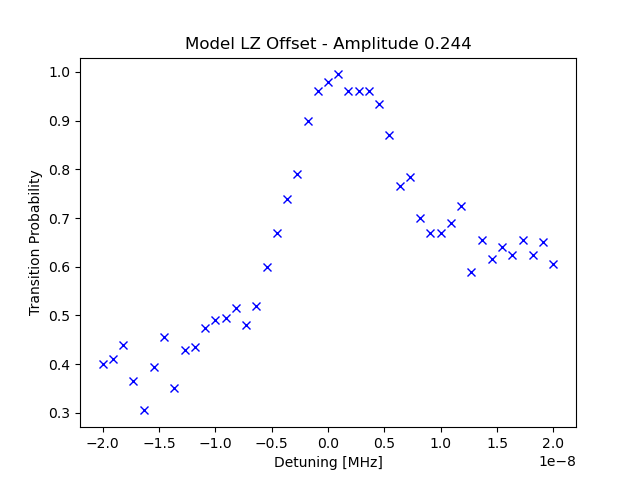 Model LZ Offset - Amplitude 0.244
Transition Probability
1.0
0.9
0.8
0.7
0.6
0.5
0.4
0.3
−2.0 −1.5 −1.0 −0.5 0.0 0.5 1.0 1.5 2.0
1e−8
Detuning [MHz]